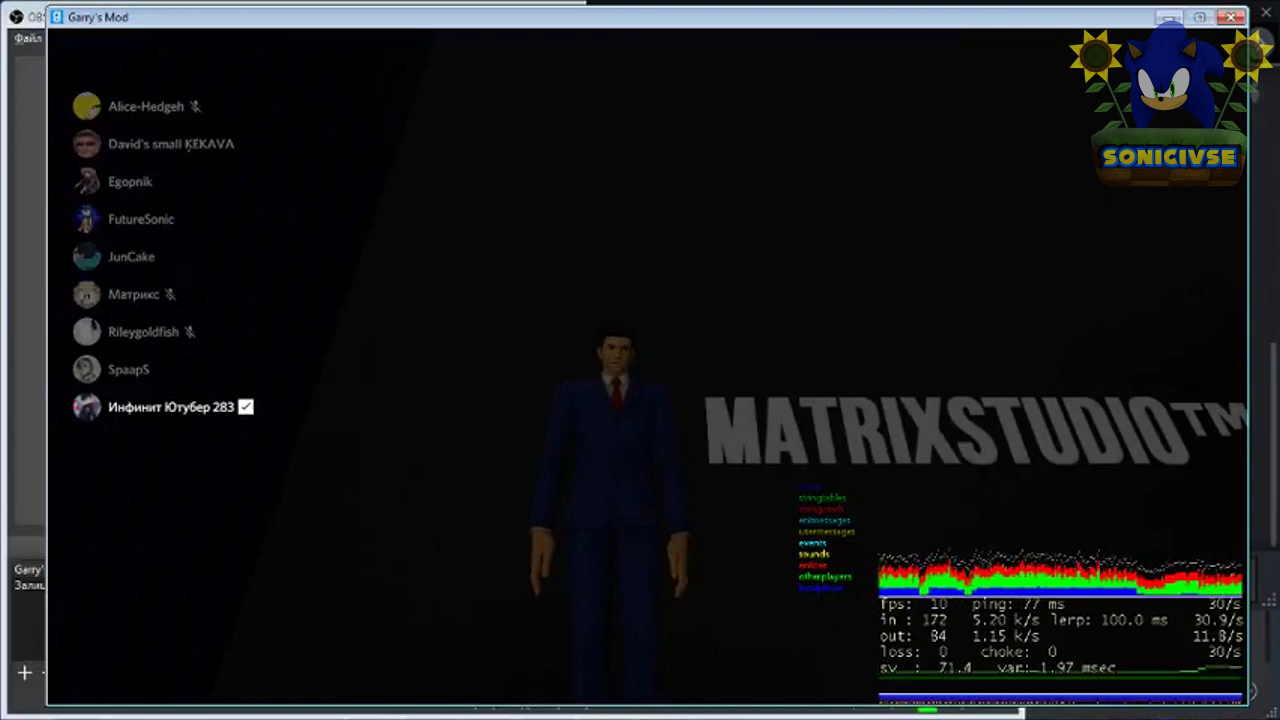 OBS
Garry's Mod
Файл
SONICIVSE
Alice-Hedgeh
David's small ĶEKAVA
Egopnik
FutureSonic
JunCake
Матрикс
Rileygoldfish
SpaapS
Инфинит Ютубер 283
MATRIXSTUDIO™
stringtables
entmessages
usermessages
events
sounds
entities
otherplayers
localplayer
Garry'
fps: 10 ping: 77 ms 30/s
in : 172 5.20 k/s lerp: 100.0 ms 30.9/s
out: 84 1.15 k/s 11.8/s
loss: 0 choke: 0 30/s
sv : 71.4 var: 1.97 msec